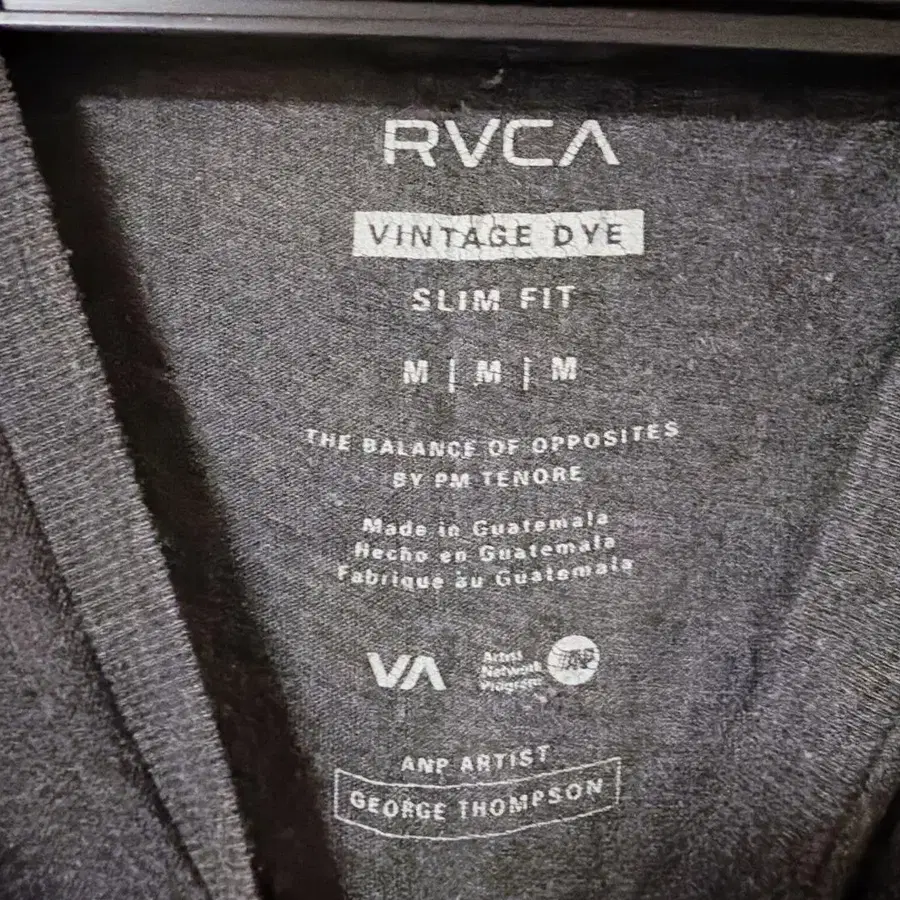 RVCA
VINTAGE DYE
SLIM FIT
M | M | M
THE BALANCE OF OPPOSITES
BY PM TENORE
Made in Guatemala
Hecho en Guatemala
Fabrique au Guatemala
VA
Artist
Network
Program
ANP
ANP ARTIST
GEORGE THOMPSON